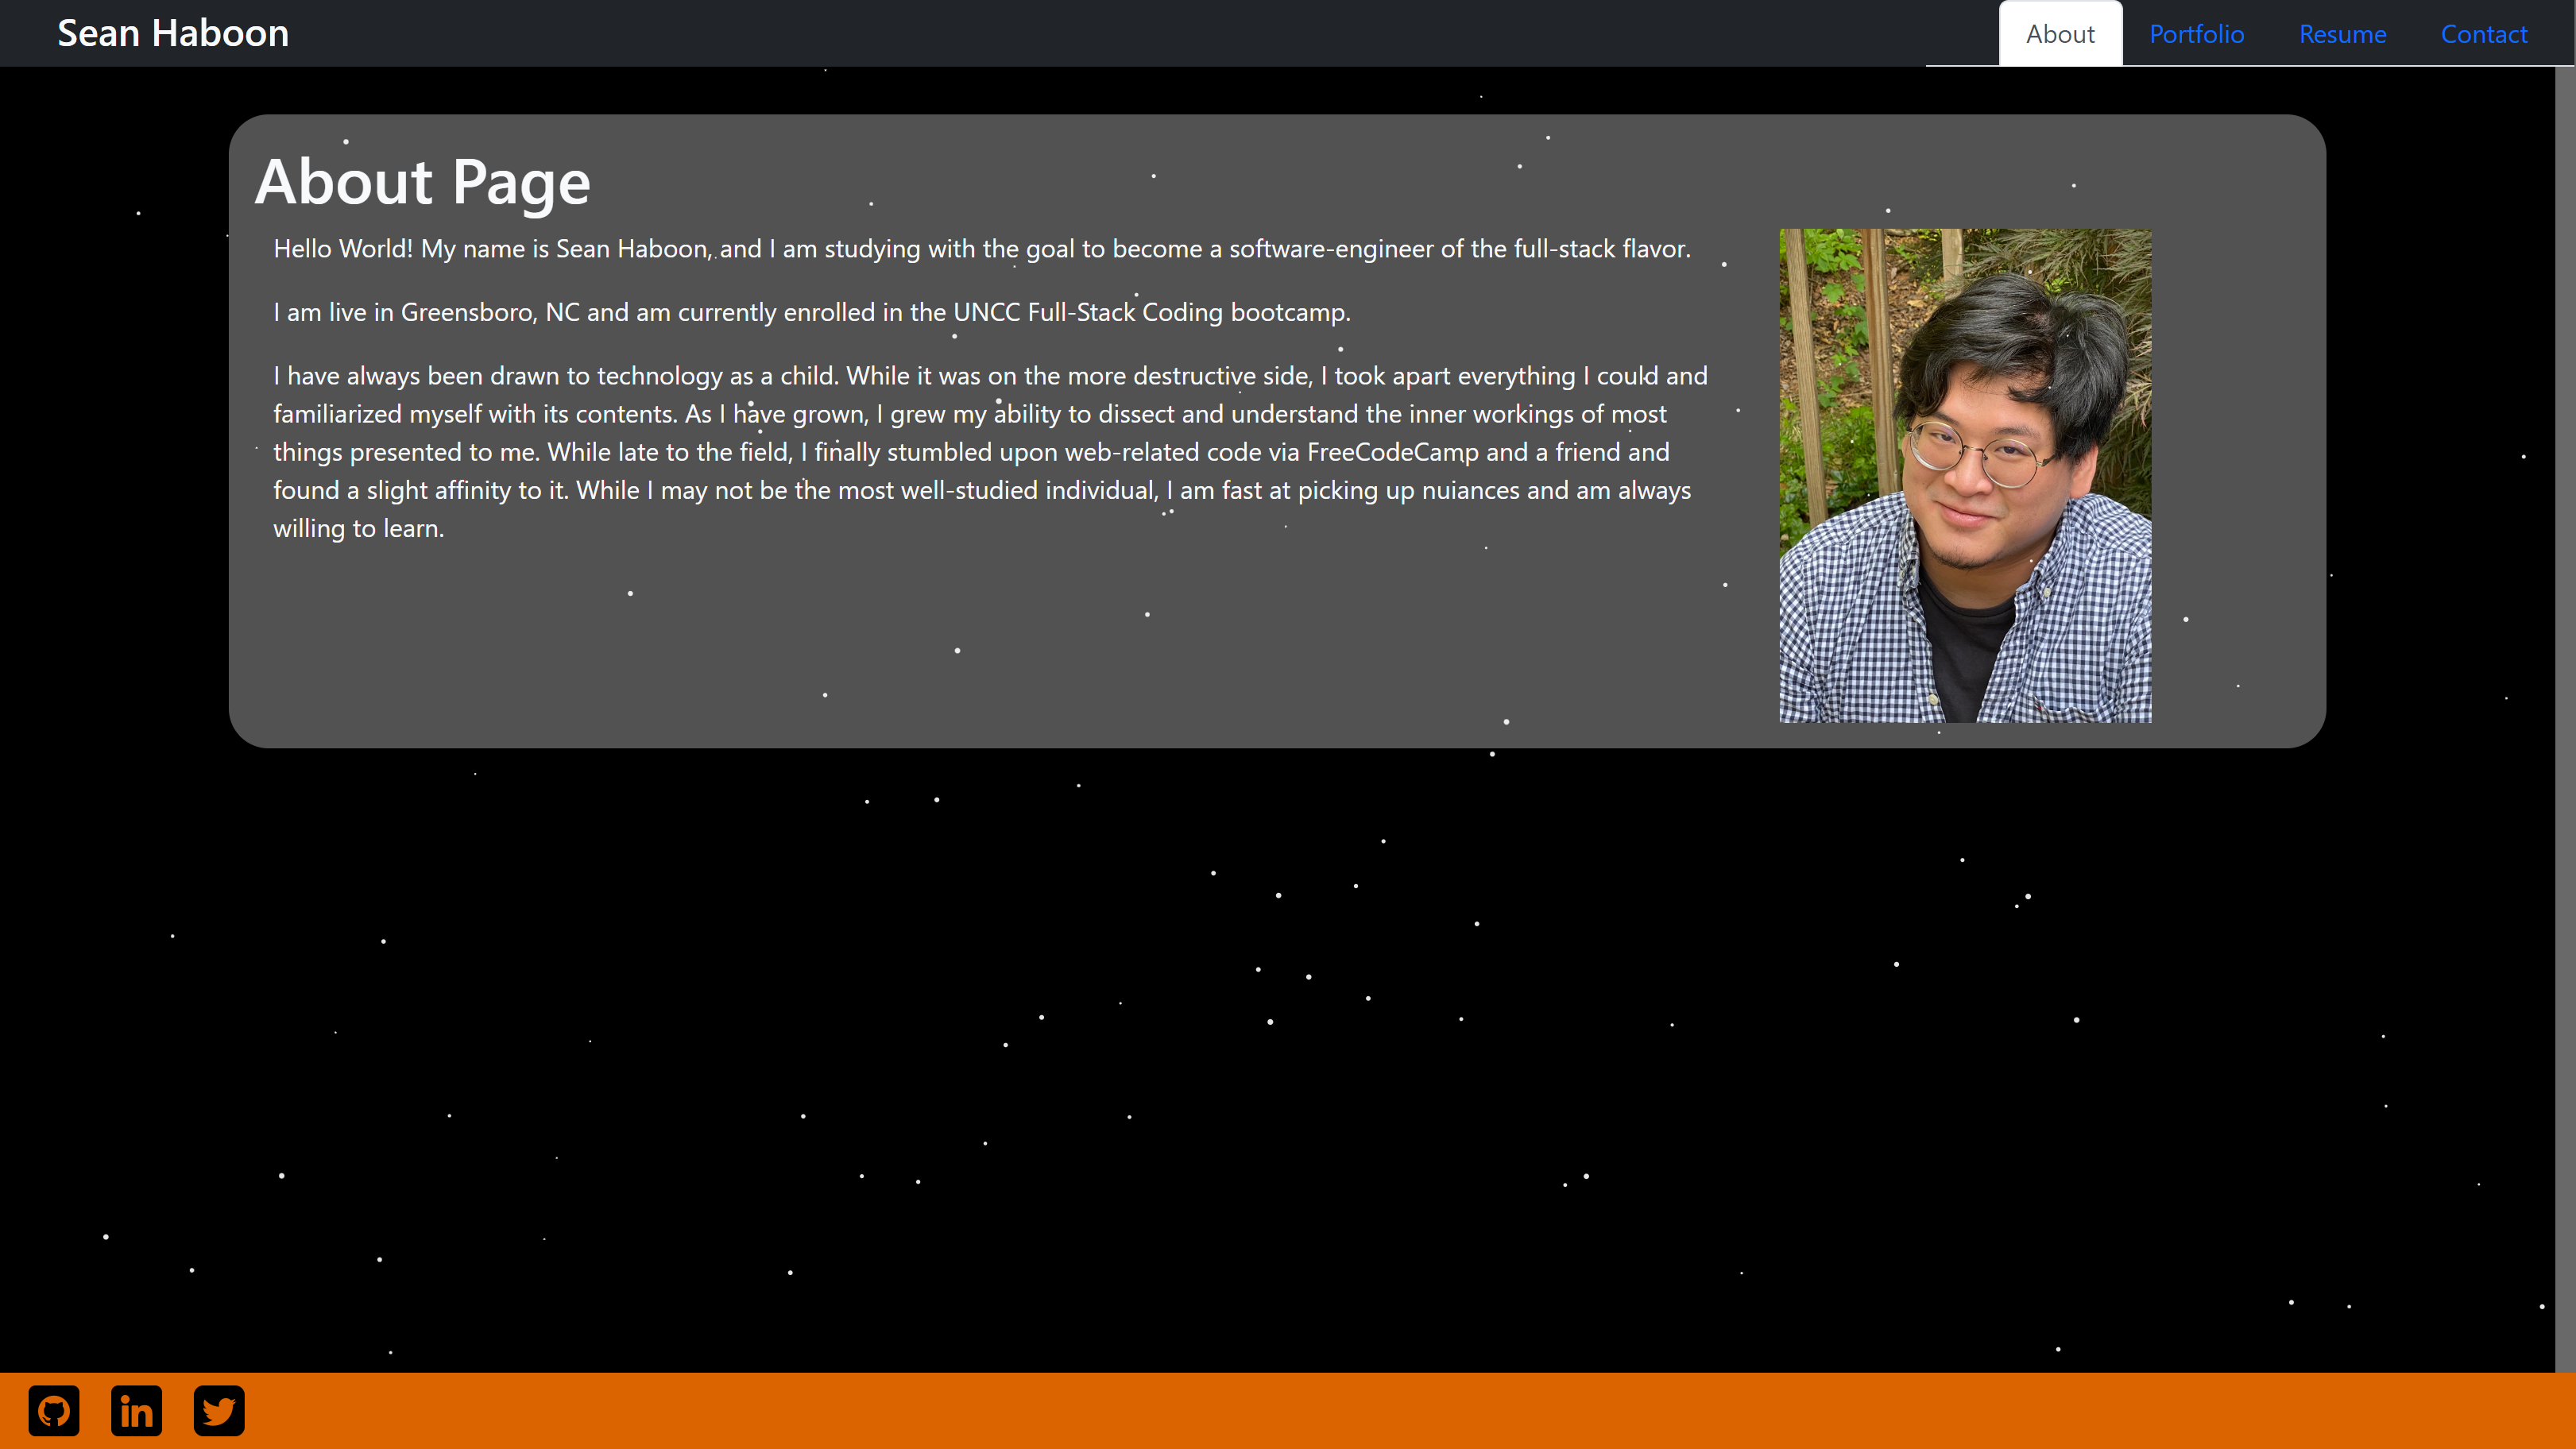 Sean Haboon
About
Portfolio
Resume
Contact
About Page
Hello World! My name is Sean Haboon, and I am studying with the goal to become a software-engineer of the full-stack flavor.
I am live in Greensboro, NC and am currently enrolled in the UNCC Full-Stack Coding bootcamp.
I have always been drawn to technology as a child. While it was on the more destructive side, I took apart everything I could and
familiarized myself with its contents. As I have grown, I grew my ability to dissect and understand the inner workings of most
things presented to me. While late to the field, I finally stumbled upon web-related code via FreeCodeCamp and a friend and
found a slight affinity to it. While I may not be the most well-studied individual, I am fast at picking up nuiances and am always
willing to learn.
in